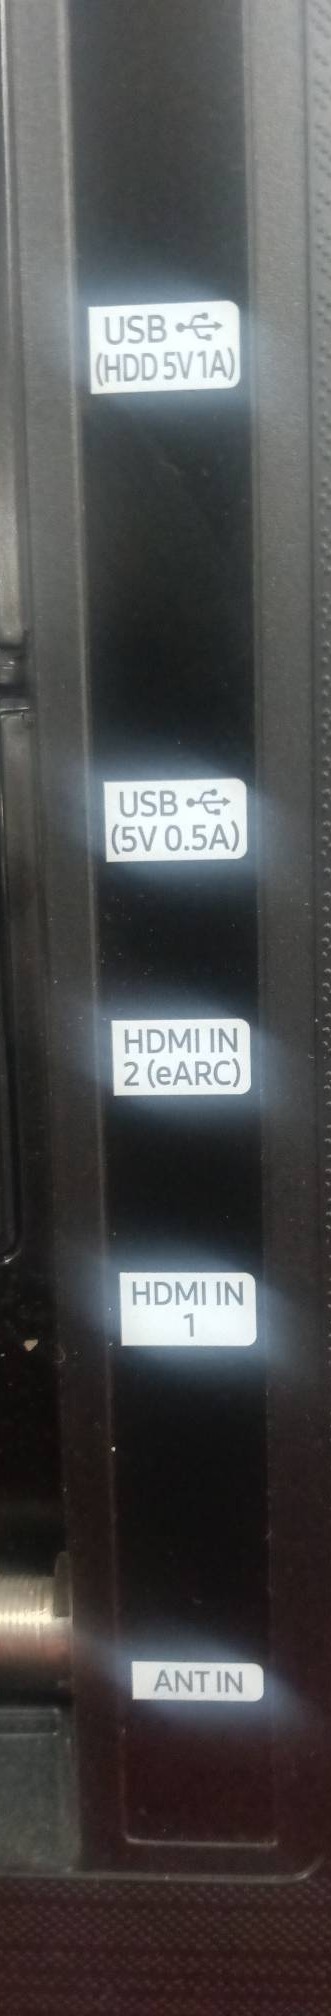 USB
(HDD 5V 1A)
USB
(5V 0.5A)
HDMI IN
2 (eARC)
HDMI IN
1
ANT IN